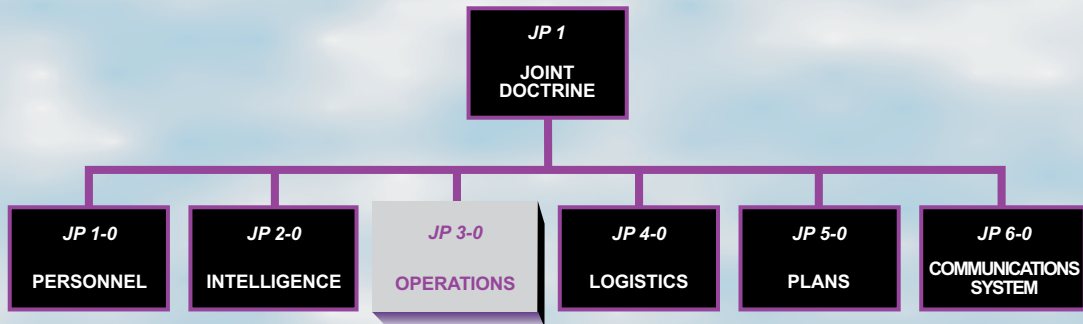 JP 1
JOINT
DOCTRINE
JP 1-0
PERSONNEL
JP 2-0
INTELLIGENCE
JP 3-0
OPERATIONS
JP 4-0
LOGISTICS
JP 5-0
PLANS
JP 6-0
COMMUNICATIONS
SYSTEM